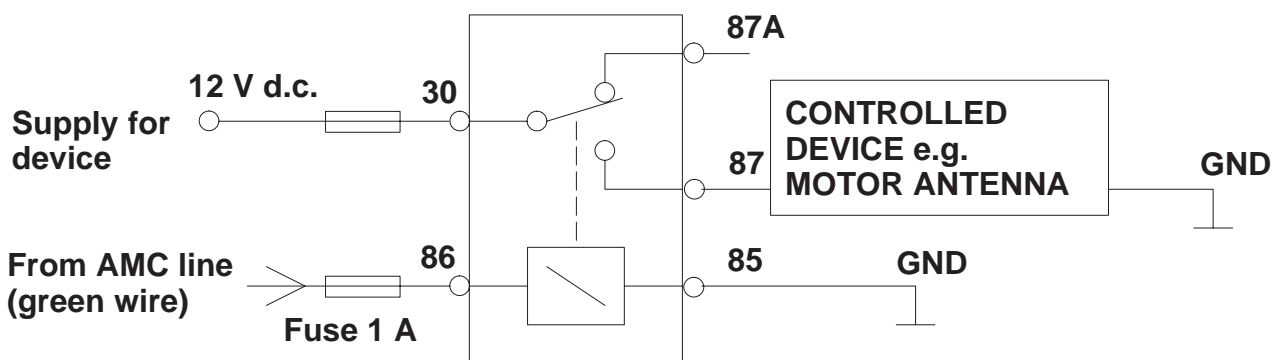 87A
12 V d.c.
30
Supply for
device
CONTROLLED
DEVICE e.g.
MOTOR ANTENNA
87
GND
From AMC line
(green wire)
86
85
GND
Fuse 1 A